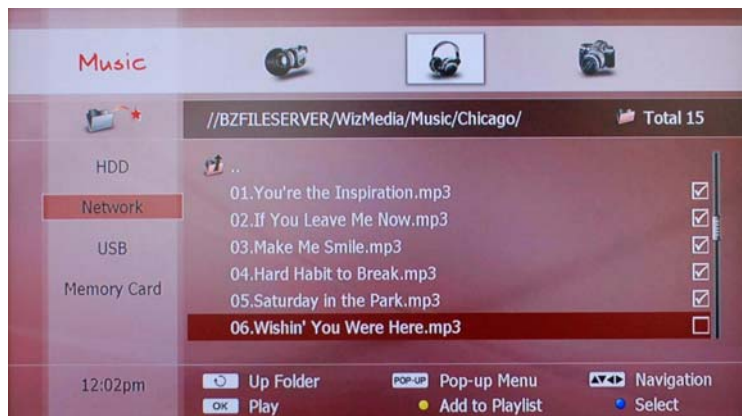 Music
//BZFILESERVER/WizMedia/Music/Chicago/ Total 15
HDD
Network
USB
Memory Card
..
01.You're the Inspiration.mp3
02.If You Leave Me Now.mp3
03.Make Me Smile.mp3
04.Hard Habit to Break.mp3
05.Saturday in the Park.mp3
06.Wishin' You Were Here.mp3
12:02pm
Up Folder
POP-UP Pop-up Menu
Navigation
OK Play
Add to Playlist
Select